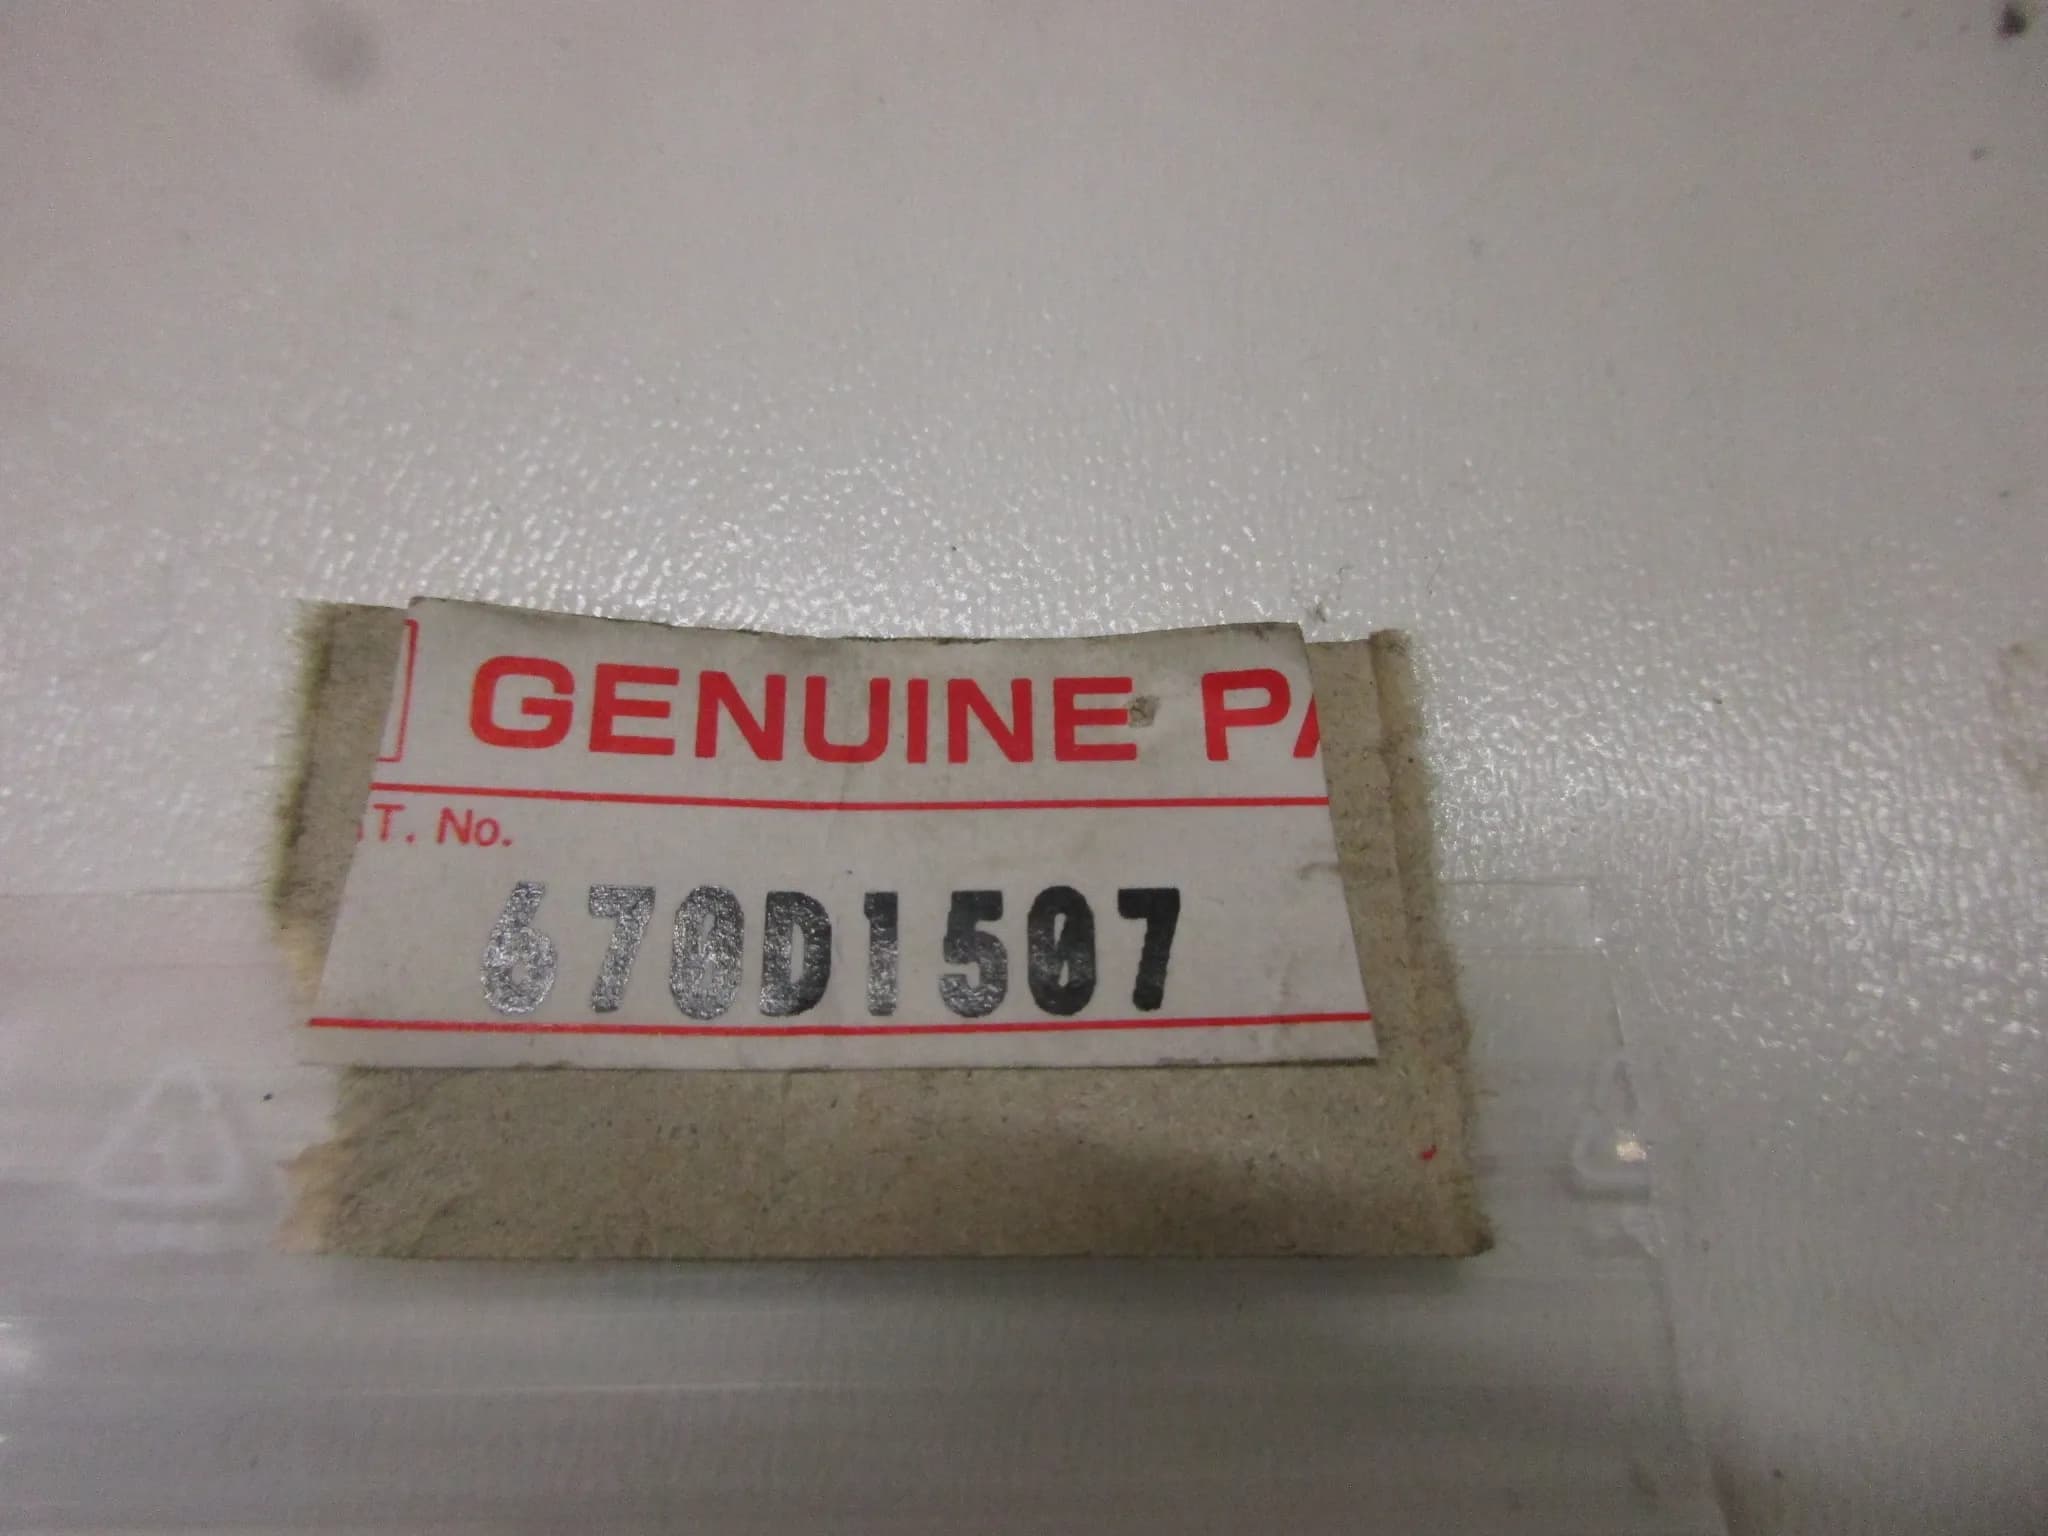 GENUINE PA
T. No.
670D1507